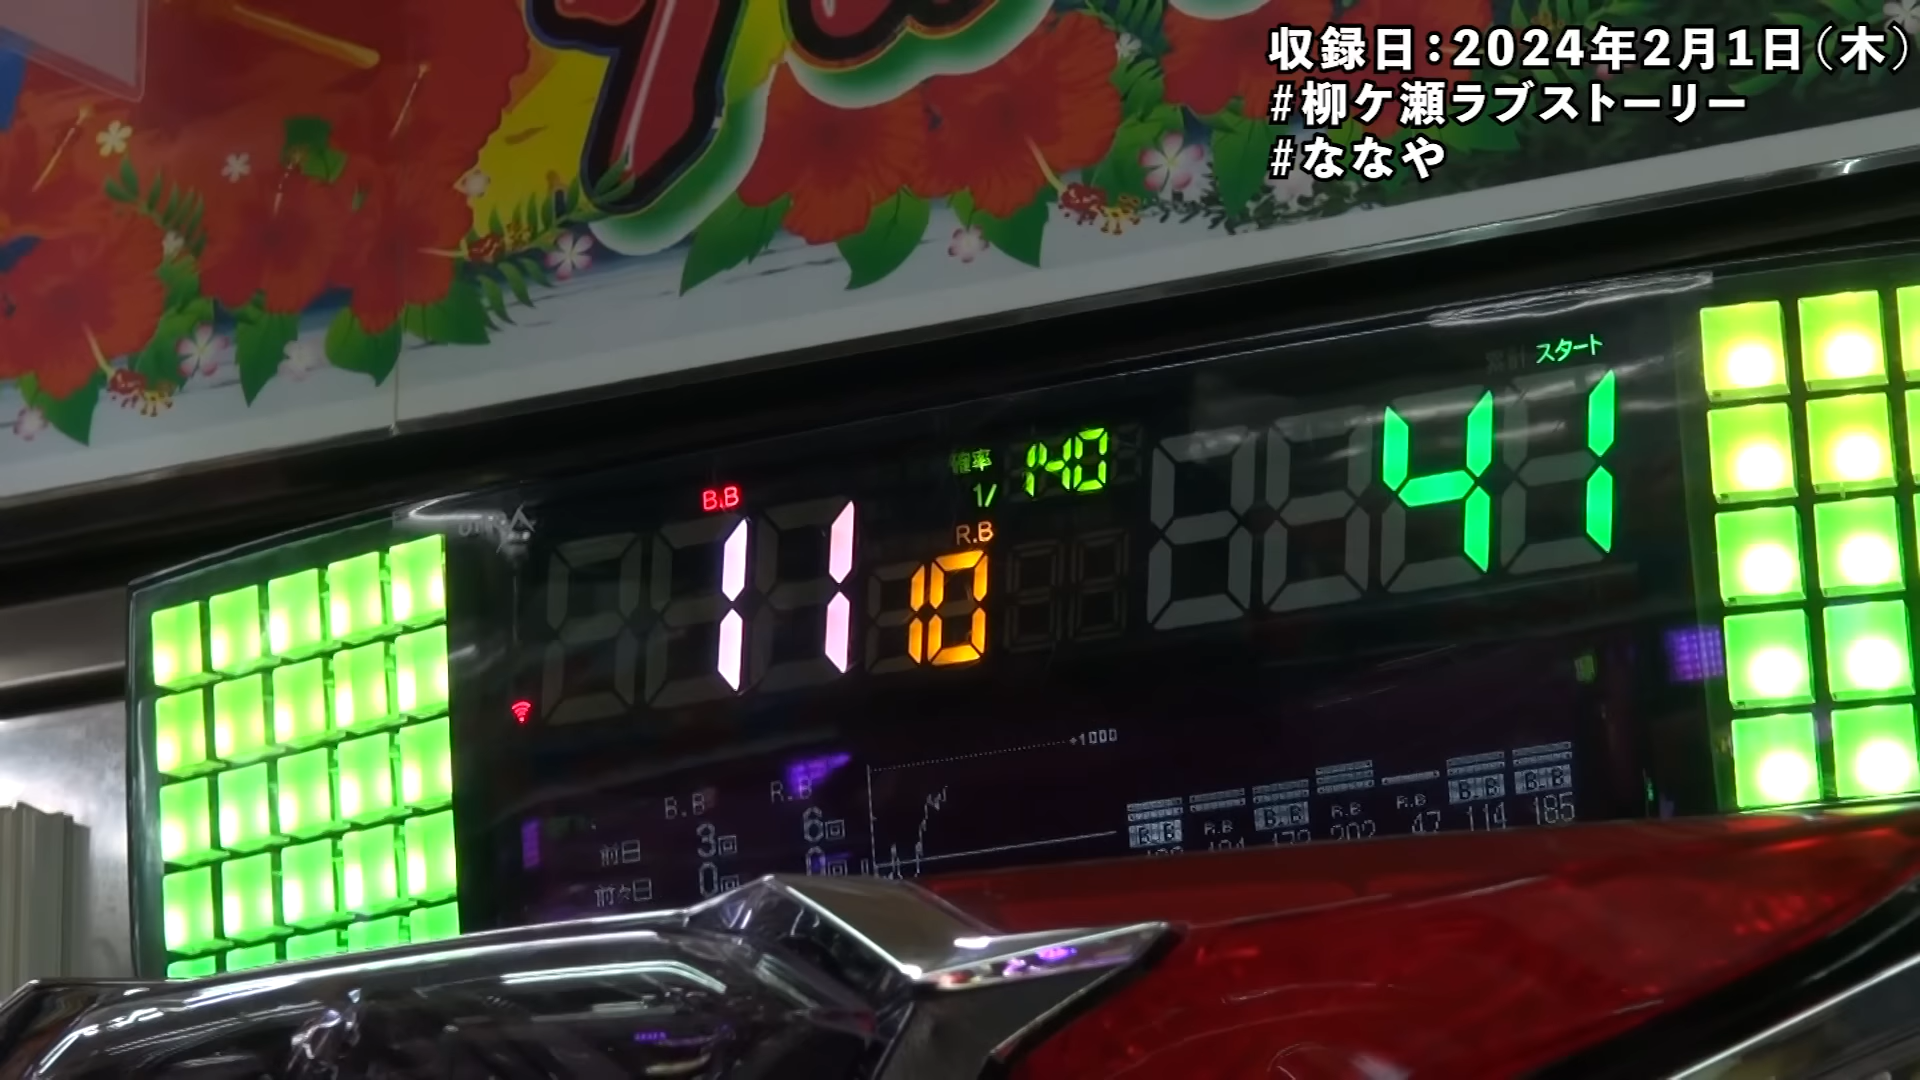 収録日：2024年2月1日（木）
#柳ケ瀬ラブストーリー
#ななや
スタート
41
確率
1/
140
B.B
11
R.B
10
+1000
B.B R.B
前日 3回 6回
前々日 0回 0回
B.B R.B B.B R.B R.B B.B B.B
47 114 185